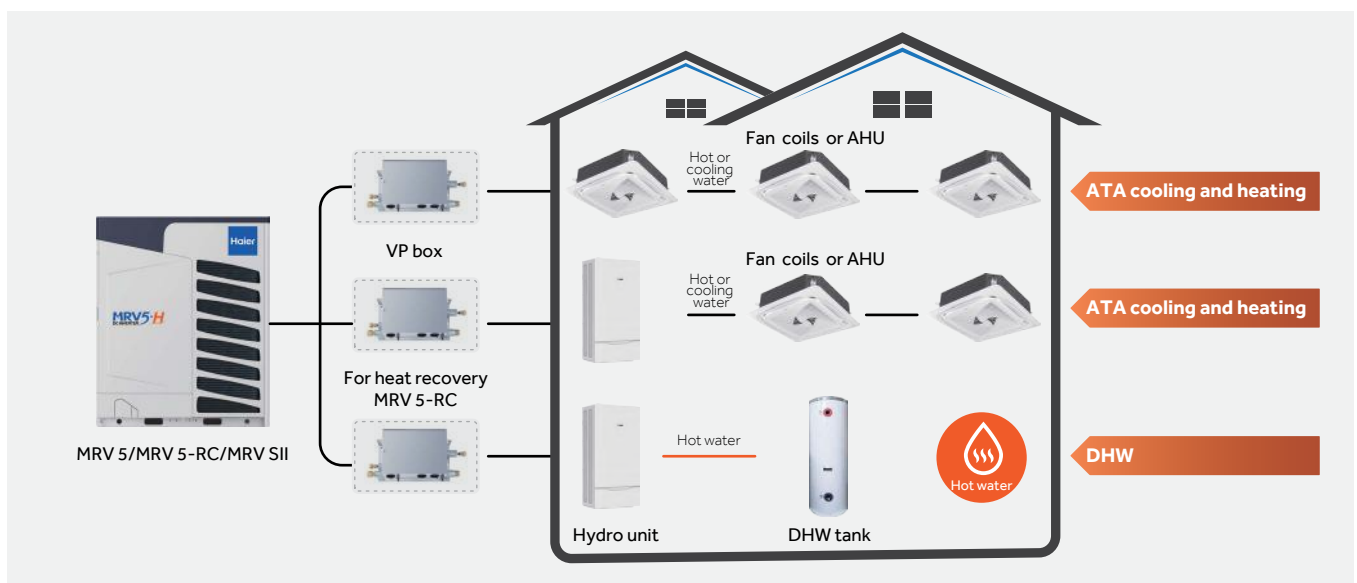 Fan coils or AHU
Hot or
cooling
water
ATA cooling and heating
Haier
VP box
Fan coils or AHU
Hot or
cooling
water
MRV5-H
DC INVERTER
ATA cooling and heating
For heat recovery
MRV 5-RC
MRV 5/MRV 5-RC/MRV SII
Hot water
DHW
Hot water
Hydro unit
DHW tank